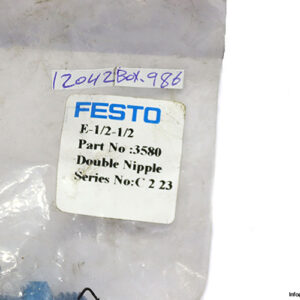 12042 Box.986
FESTO
E-1/2-1/2
Part No :3580
Double Nipple
Series No:C 2 23